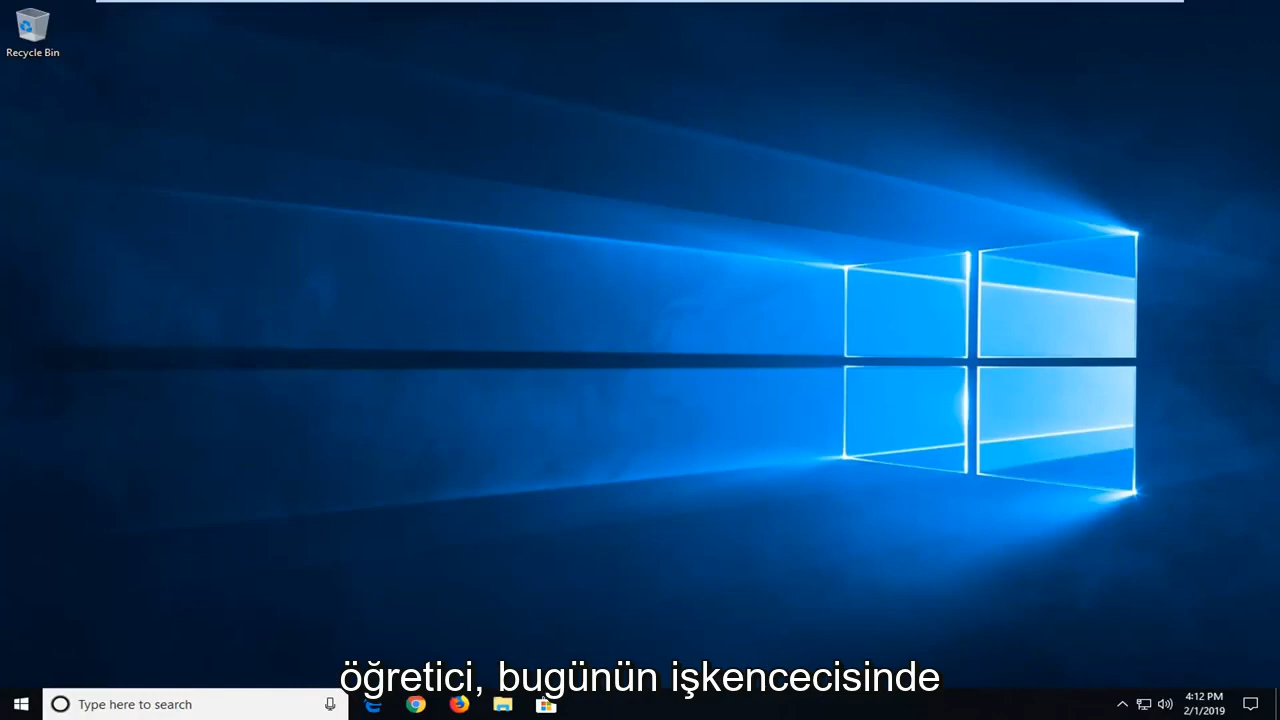 Recycle Bin
öğretici, bugünün işkencecisinde
Type here to search
4:12 PM
2/1/2019